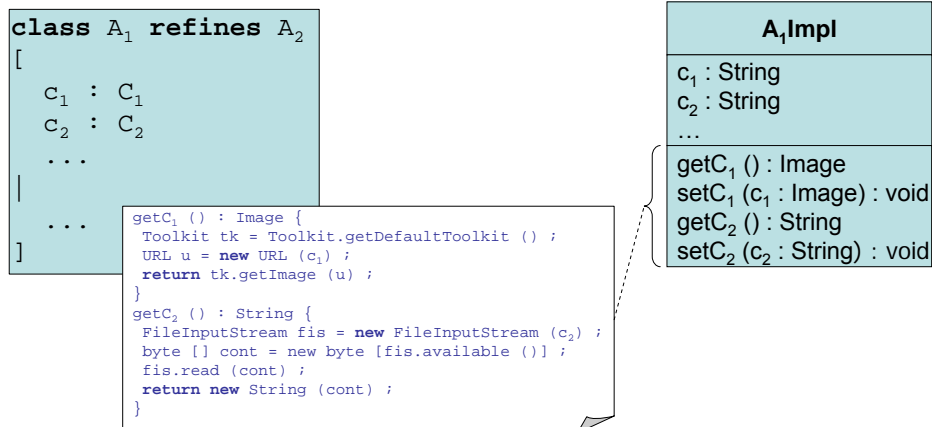 class A₁ refines A₂
[
c₁ : C₁
c₂ : C₂
...
|
...
]
getC₁ () : Image {
Toolkit tk = Toolkit.getDefaultToolkit () ;
URL u = new URL (c₁) ;
return tk.getImage (u) ;
}
getC₂ () : String {
FileInputStream fis = new FileInputStream (c₂) ;
byte [] cont = new byte [fis.available ()] ;
fis.read (cont) ;
return new String (cont) ;
}
A₁Impl
c₁ : String
c₂ : String
...
getC₁ () : Image
setC₁ (c₁ : Image) : void
getC₂ () : String
setC₂ (c₂ : String) : void